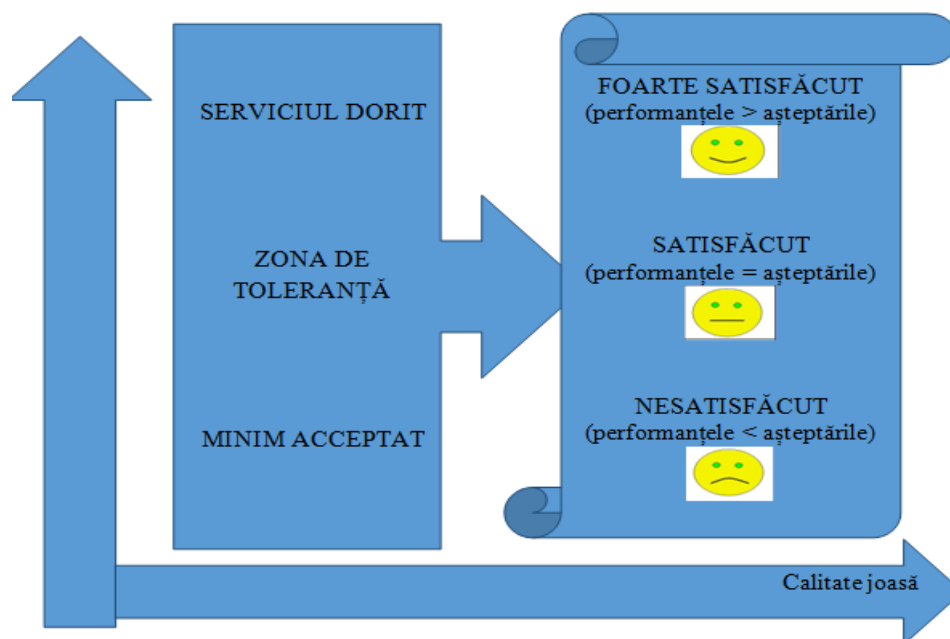 SERVICIUL DORIT
ZONA DE
TOLERANȚĂ
MINIM ACCEPTAT
FOARTE SATISFĂCUT
(performanțele > așteptările)
SATISFĂCUT
(performanțele = așteptările)
NESATISFĂCUT
(performanțele < așteptările)
Calitate joasă